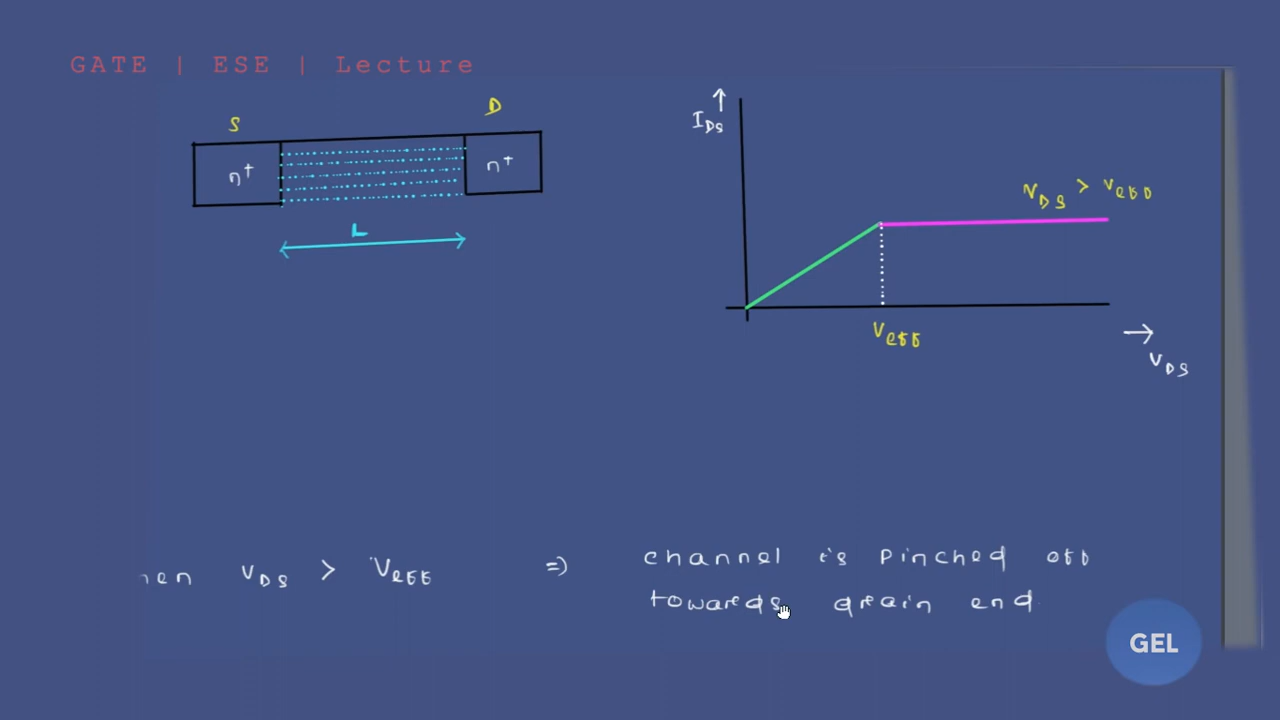 GATE | ESE | Lecture
S
D
n+
n+
L
IDS
VDS > Veff
Veff
VDS
hen VDS > Veff => channel is pinched off
towards drain end
GEL